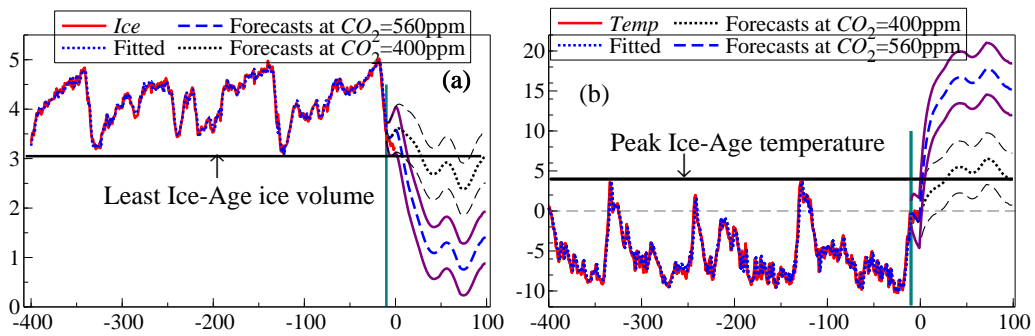 Ice Forecasts at CO2=560ppm
Fitted Forecasts at CO2=400ppm
(a)
Least Ice-Age ice volume
5
4
3
2
1
0
-400 -300 -200 -100 0 100
Temp Forecasts at CO2=400ppm
Fitted Forecasts at CO2=560ppm
(b)
Peak Ice-Age temperature
20
15
10
5
0
-5
-10
-400 -300 -200 -100 0 100